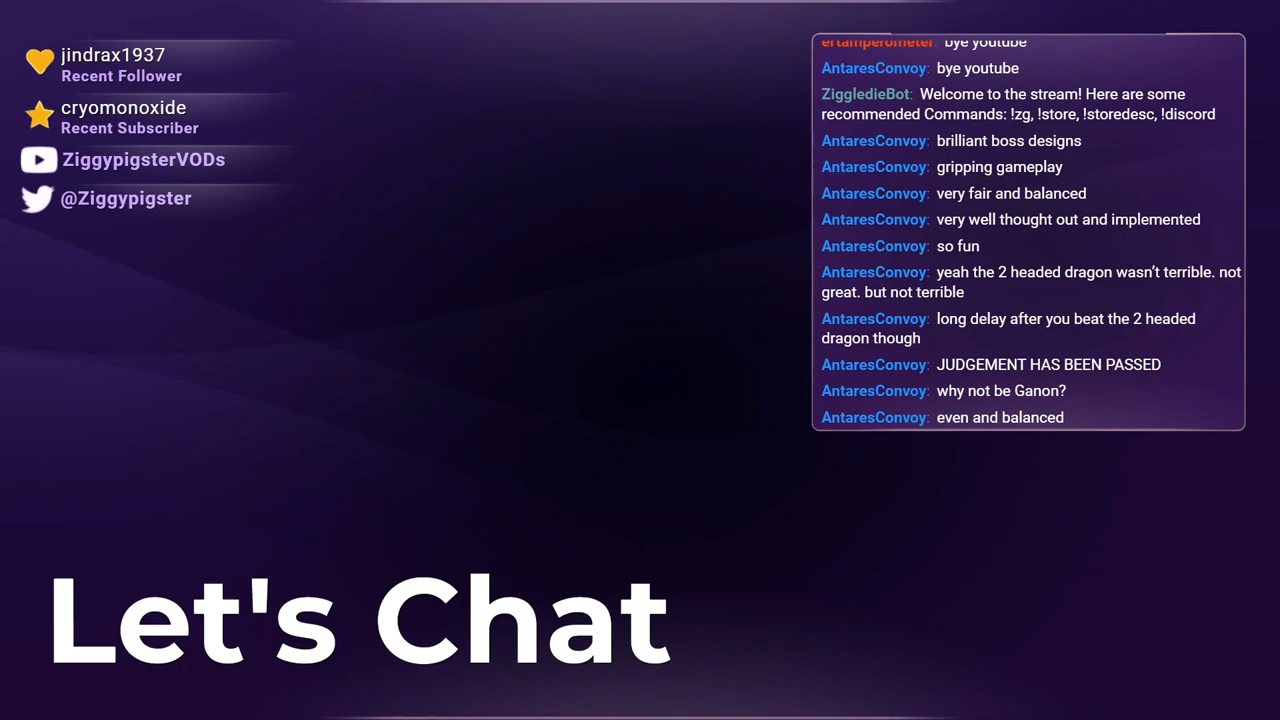 jindrax1937
Recent Follower
cryomonoxide
Recent Subscriber
ZiggypigsterVODs
@Ziggypigster
ertamperometer: bye youtube
AntaresConvoy: bye youtube
ZiggledieBot: Welcome to the stream! Here are some
recommended Commands: !zg, !store, !storedesc, !discord
AntaresConvoy: brilliant boss designs
AntaresConvoy: gripping gameplay
AntaresConvoy: very fair and balanced
AntaresConvoy: very well thought out and implemented
AntaresConvoy: so fun
AntaresConvoy: yeah the 2 headed dragon wasn’t terrible. not
great. but not terrible
AntaresConvoy: long delay after you beat the 2 headed
dragon though
AntaresConvoy: JUDGEMENT HAS BEEN PASSED
AntaresConvoy: why not be Ganon?
AntaresConvoy: even and balanced
Let's Chat